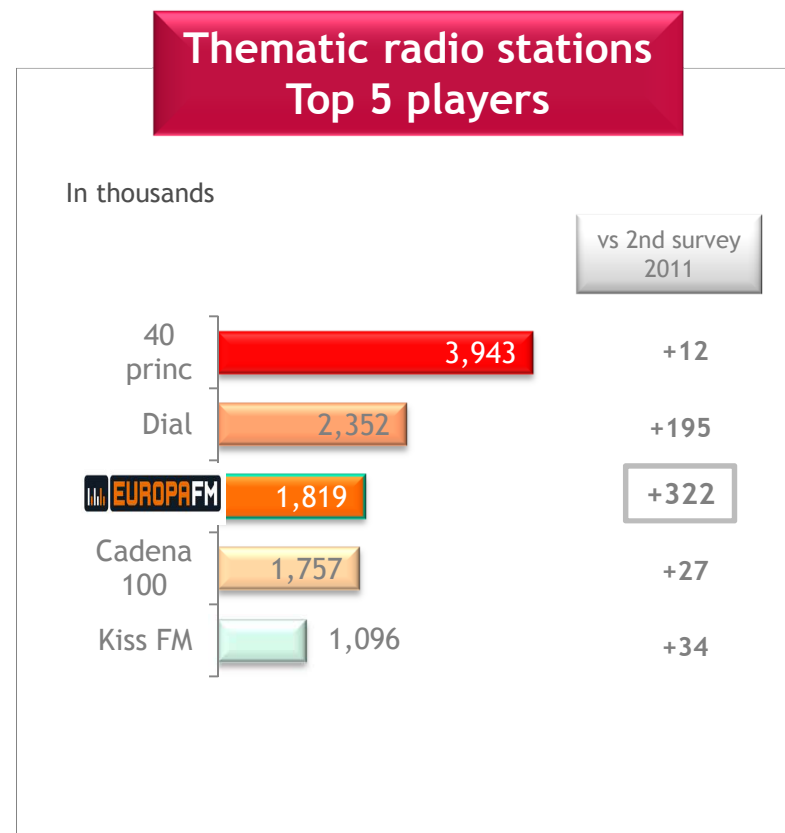 Thematic radio stations
Top 5 players
In thousands
vs 2nd survey
2011
40
princ
3,943
+12
Dial
2,352
+195
EUROPAFM
1,819
+322
Cadena
100
1,757
+27
Kiss FM
1,096
+34